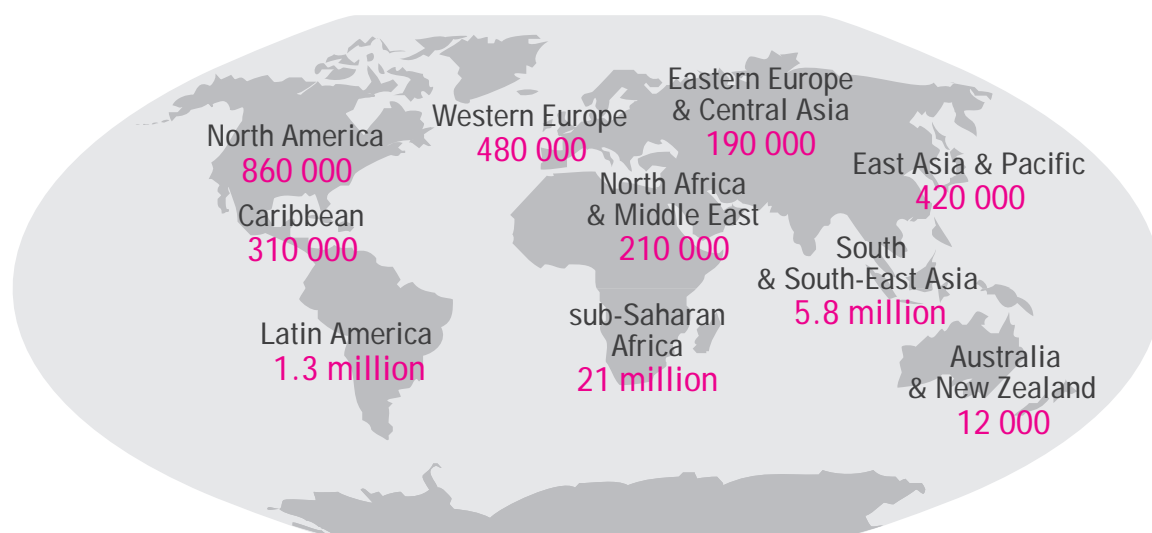 North America
860 000
Caribbean
310 000
Latin America
1.3 million
Western Europe
480 000
North Africa
& Middle East
210 000
sub-Saharan
Africa
21 million
Eastern Europe
& Central Asia
190 000
East Asia & Pacific
420 000
South
& South-East Asia
5.8 million
Australia
& New Zealand
12 000